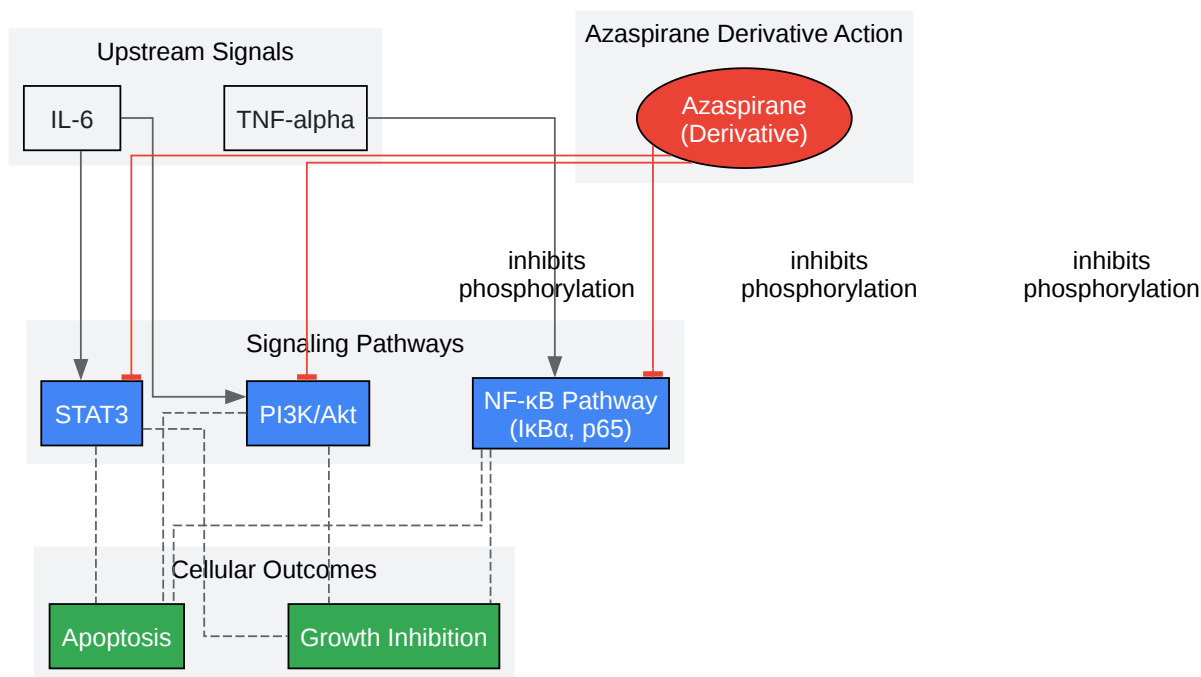 Upstream Signals
Azaspirane Derivative Action
IL-6
TNF-alpha
Azaspirane
(Derivative)
inhibits
phosphorylation
inhibits
phosphorylation
inhibits
phosphorylation
Signaling Pathways
STAT3
PI3K/Akt
NF-κB Pathway
(IκBα, p65)
Cellular Outcomes
Apoptosis
Growth Inhibition